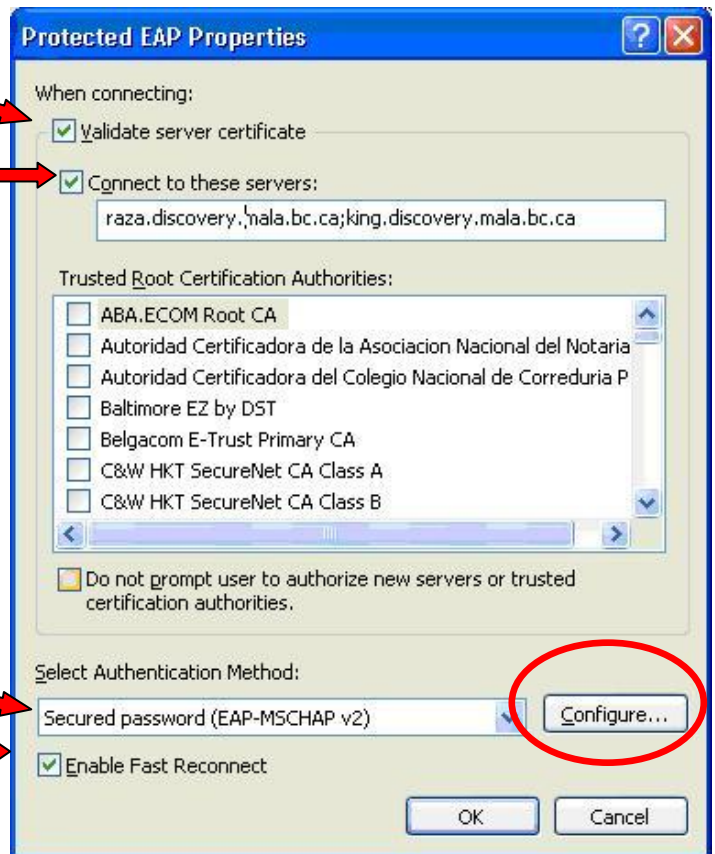 Protected EAP Properties
When connecting:
Validate server certificate
Connect to these servers:
raza.discovery.mala.bc.ca;king.discovery.mala.bc.ca
Trusted Root Certification Authorities:
ABA.ECOM Root CA
Autoridad Certificadora de la Asociacion Nacional del Notaria
Autoridad Certificadora del Colegio Nacional de Correduria P
Baltimore EZ by DST
Belgacom E-Trust Primary CA
C&W HKT SecureNet CA Class A
C&W HKT SecureNet CA Class B
Do not prompt user to authorize new servers or trusted
certification authorities.
Select Authentication Method:
Secured password (EAP-MSCHAP v2)
Configure...
Enable Fast Reconnect
OK
Cancel